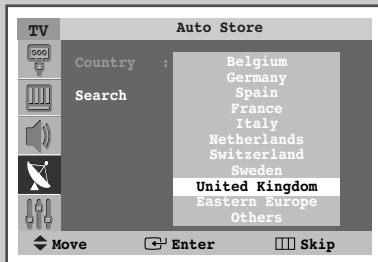 TV Auto Store
Country : Belgium
Germany
Search Spain
France
Italy
Netherlands
Switzerland
Sweden
United Kingdom
Eastern Europe
Others
Move Enter Skip